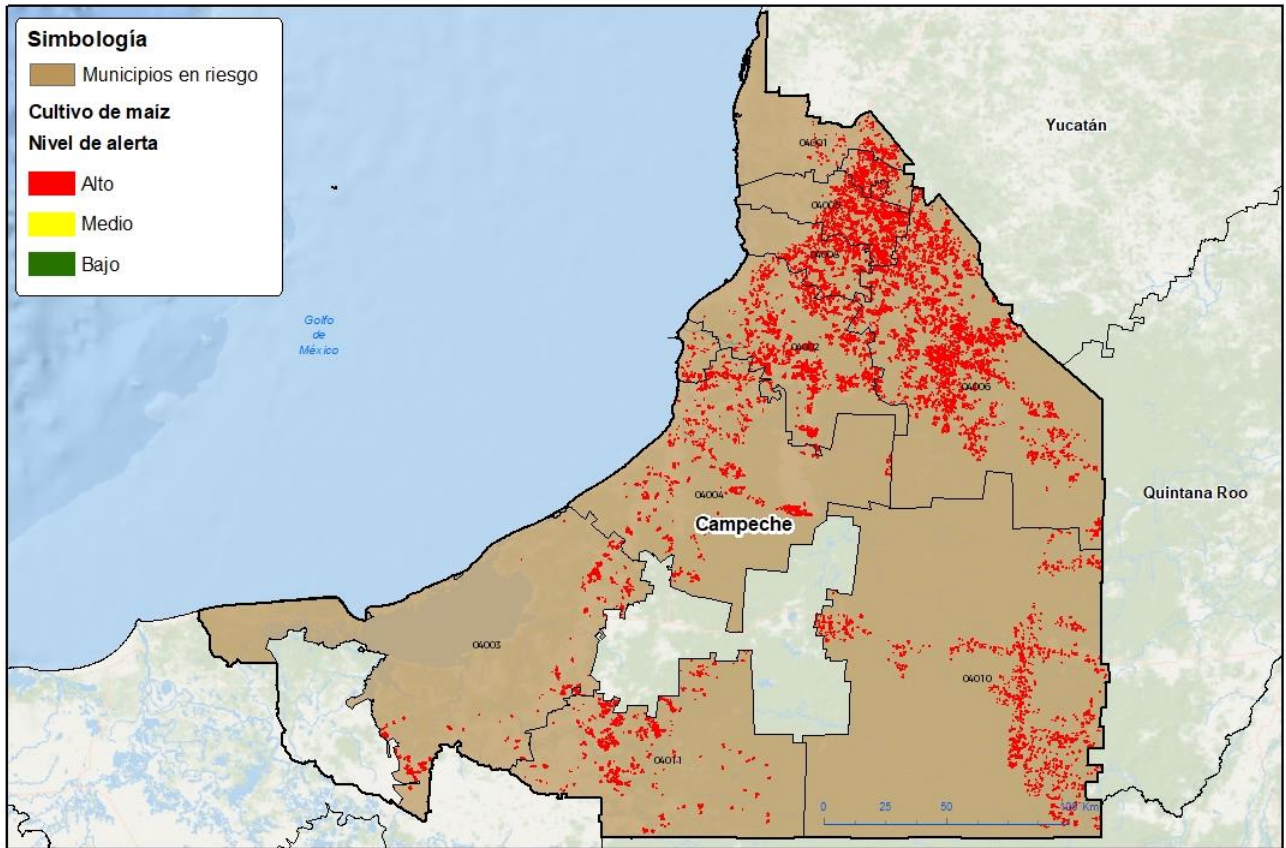 Simbología
Municipios en riesgo
Cultivo de maíz
Nivel de alerta
Alto
Medio
Bajo
Yucatán
Golfo
de
México
Quintana Roo
Campeche
04001
04002
04006
04004
04003
04010
04011
0 25 50 100 Km